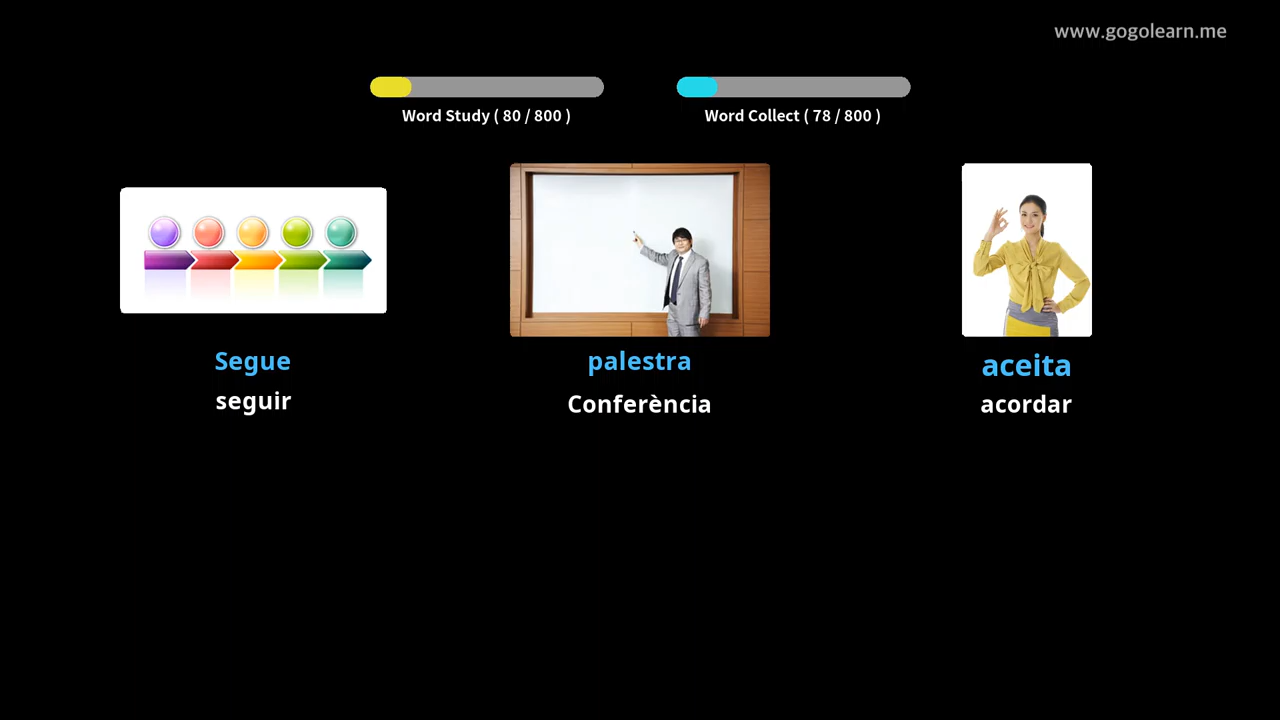 www.gogolearn.me
Word Study ( 80 / 800 )
Word Collect ( 78 / 800 )
Segue
seguir
palestra
Conferència
aceita
acordar